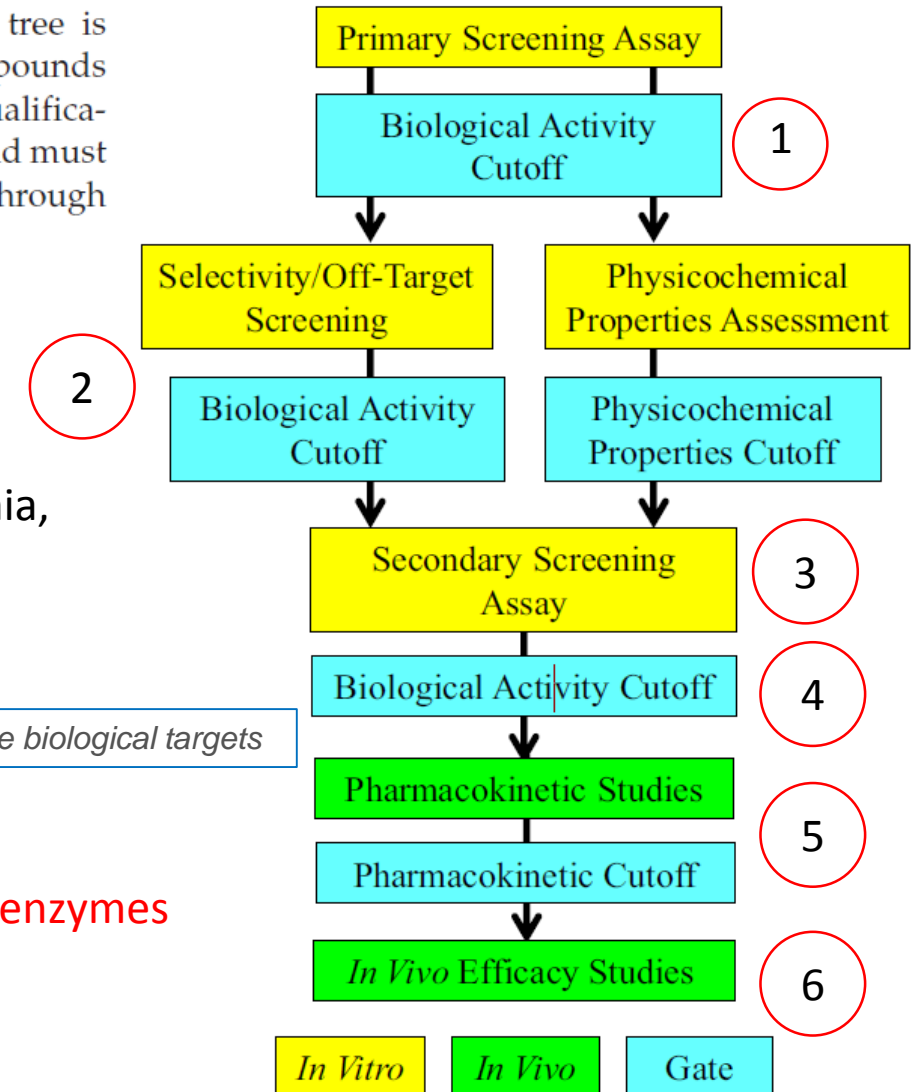 tree is
pounds
ualifica-
d must
hrough
Primary Screening Assay
Biological Activity
Cutoff
1
Selectivity/Off-Target
Screening
Physicochemical
Properties Assessment
2
Biological Activity
Cutoff
Physicochemical
Properties Cutoff
nia,
Secondary Screening
Assay
3
Biological Activity Cutoff
4
e biological targets
Pharmacokinetic Studies
5
Pharmacokinetic Cutoff
enzymes
In Vivo Efficacy Studies
6
In Vitro
In Vivo
Gate